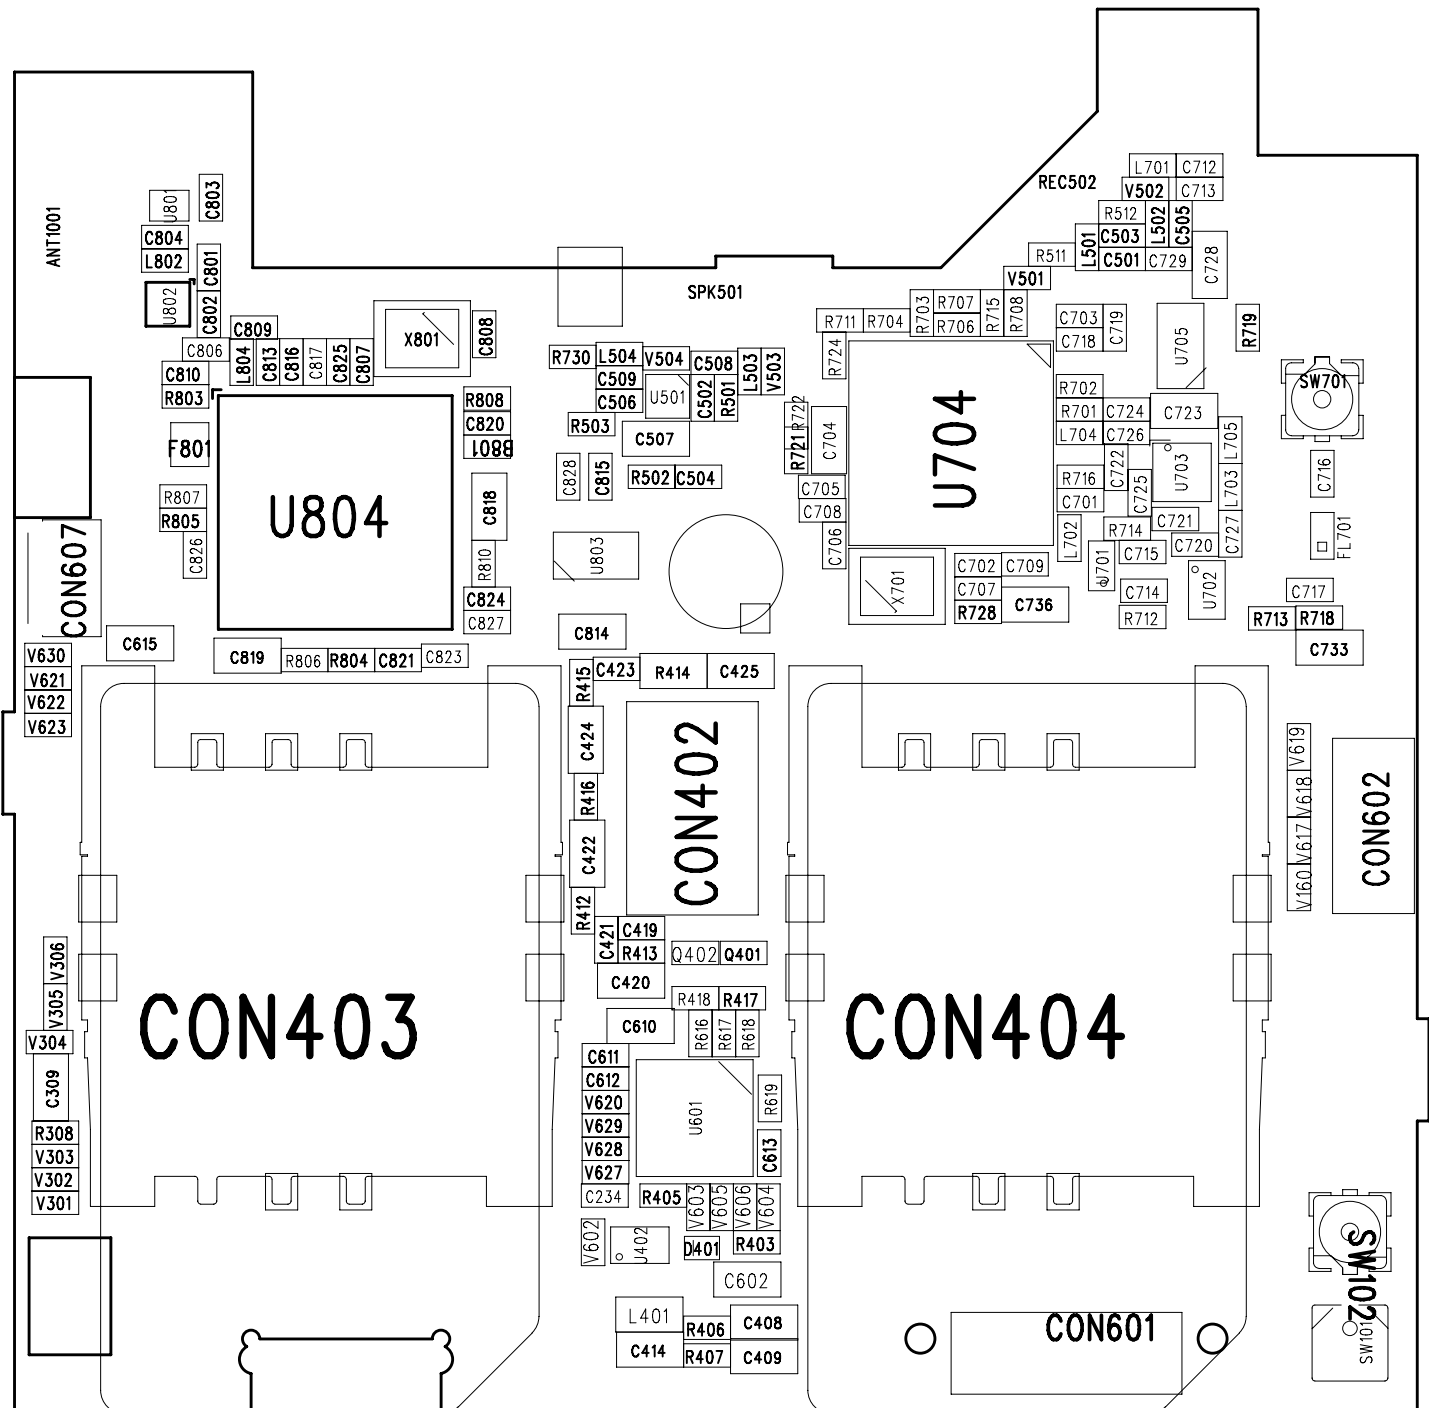 L701 C712
REC502
V502 C713
U801 C803
R512 L502 C505
ANT1001
C804 L501 C503
L802 C801 R511 C501 C729 C728
V501
SPK501
U802 C802 R703 R707 R715 R708 C703 C719
C809 X801 C808 R711 R704 R706 C718 U705 R719
C806 L804 C813 C816 C817 C825 C807 R730 L504 V504 C508 L503 V503 R724
C810 C509 R702 SW701
R803 R808 C506 U501 C502 R501 R722 R701 C724 C723
C820 R503 C704 U704 L704 C726 L705
F801 B801 C507 R721 C722 U703
C828 C815 R502 C504 R716 C716
R807 C818 C705 C701 C725 L703
R805 U804 C708 L702 R714 C721 C727 FL701
CON607 C826 U803 C706 C715 C720
R810 X701 C702 C709 U701 U702
C824 C707 C714 C717
C827 R728 C736 R712 R713 R718
C615 C814 C733
V630 C819 R806 R804 C821 C823
V621 R415 C423 R414 C425
V622
V623 C424 CON402 V619
R416 V618 CON602
C422 V617
V160
R412
C421 C419
V306 R413 Q402 Q401
C420
V305 R418 R417
V304 CON403 C610 R616 R617 R618 CON404
C611
C309 C612 R619
V620 U601
R308 V629
V303 V628 C613
V302 V627
V301 C234 R405 V603 V605 V606 V604
V602 U402 D401 R403
C602 SW102
L401 R406 C408 CON601
C414 R407 C409 SW101